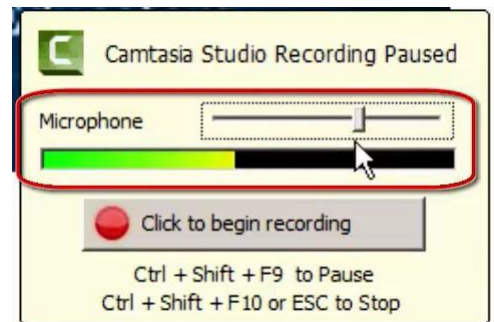 Camtasia Studio Recording Paused
Microphone
Click to begin recording
Ctrl + Shift + F9 to Pause
Ctrl + Shift + F10 or ESC to Stop